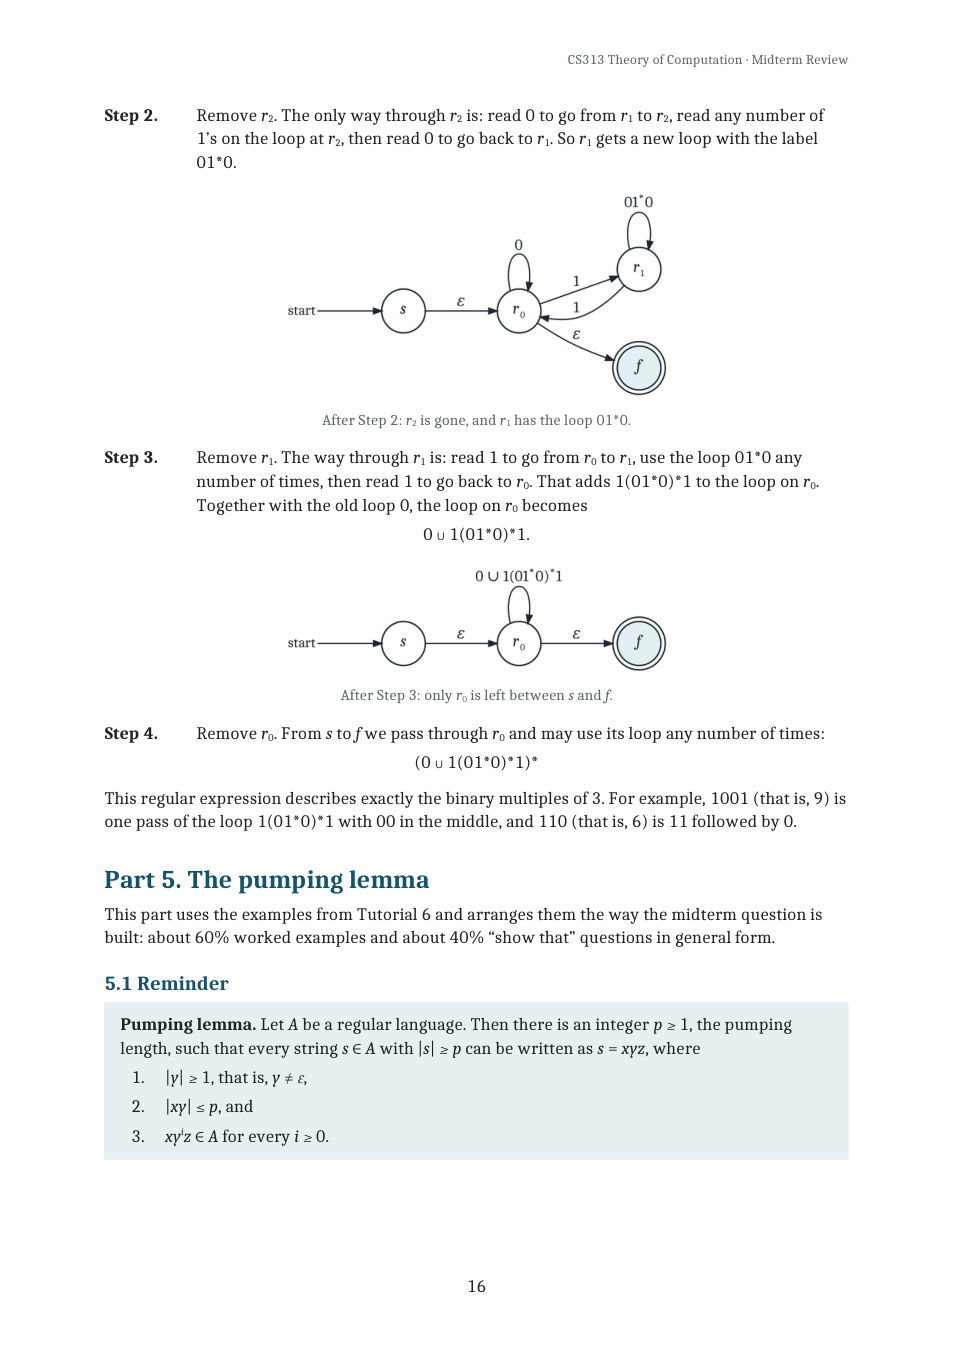 CS313 Theory of Computation · Midterm Review
Step 2. Remove r₂. The only way through r₂ is: read 0 to go from r₁ to r₂, read any number of
1’s on the loop at r₂, then read 0 to go back to r₁. So r₁ gets a new loop with the label
01*0.
01*0
0
r₁
1
start
s
ε
r₀
1
ε
f
After Step 2: r₂ is gone, and r₁ has the loop 01*0.
Step 3. Remove r₁. The way through r₁ is: read 1 to go from r₀ to r₁, use the loop 01*0 any
number of times, then read 1 to go back to r₀. That adds 1(01*0)*1 to the loop on r₀.
Together with the old loop 0, the loop on r₀ becomes
0 ∪ 1(01*0)*1.
0 ∪ 1(01*0)*1
start
s
ε
r₀
ε
f
After Step 3: only r₀ is left between s and f.
Step 4. Remove r₀. From s to f we pass through r₀ and may use its loop any number of times:
(0 ∪ 1(01*0)*1)*
This regular expression describes exactly the binary multiples of 3. For example, 1001 (that is, 9) is
one pass of the loop 1(01*0)*1 with 00 in the middle, and 110 (that is, 6) is 11 followed by 0.
Part 5. The pumping lemma
This part uses the examples from Tutorial 6 and arranges them the way the midterm question is
built: about 60% worked examples and about 40% “show that” questions in general form.
5.1 Reminder
Pumping lemma. Let A be a regular language. Then there is an integer p ≥ 1, the pumping
length, such that every string s ∈ A with |s| ≥ p can be written as s = xyz, where
1. |y| ≥ 1, that is, y ≠ ε,
2. |xy| ≤ p, and
3. xyⁱz ∈ A for every i ≥ 0.
16